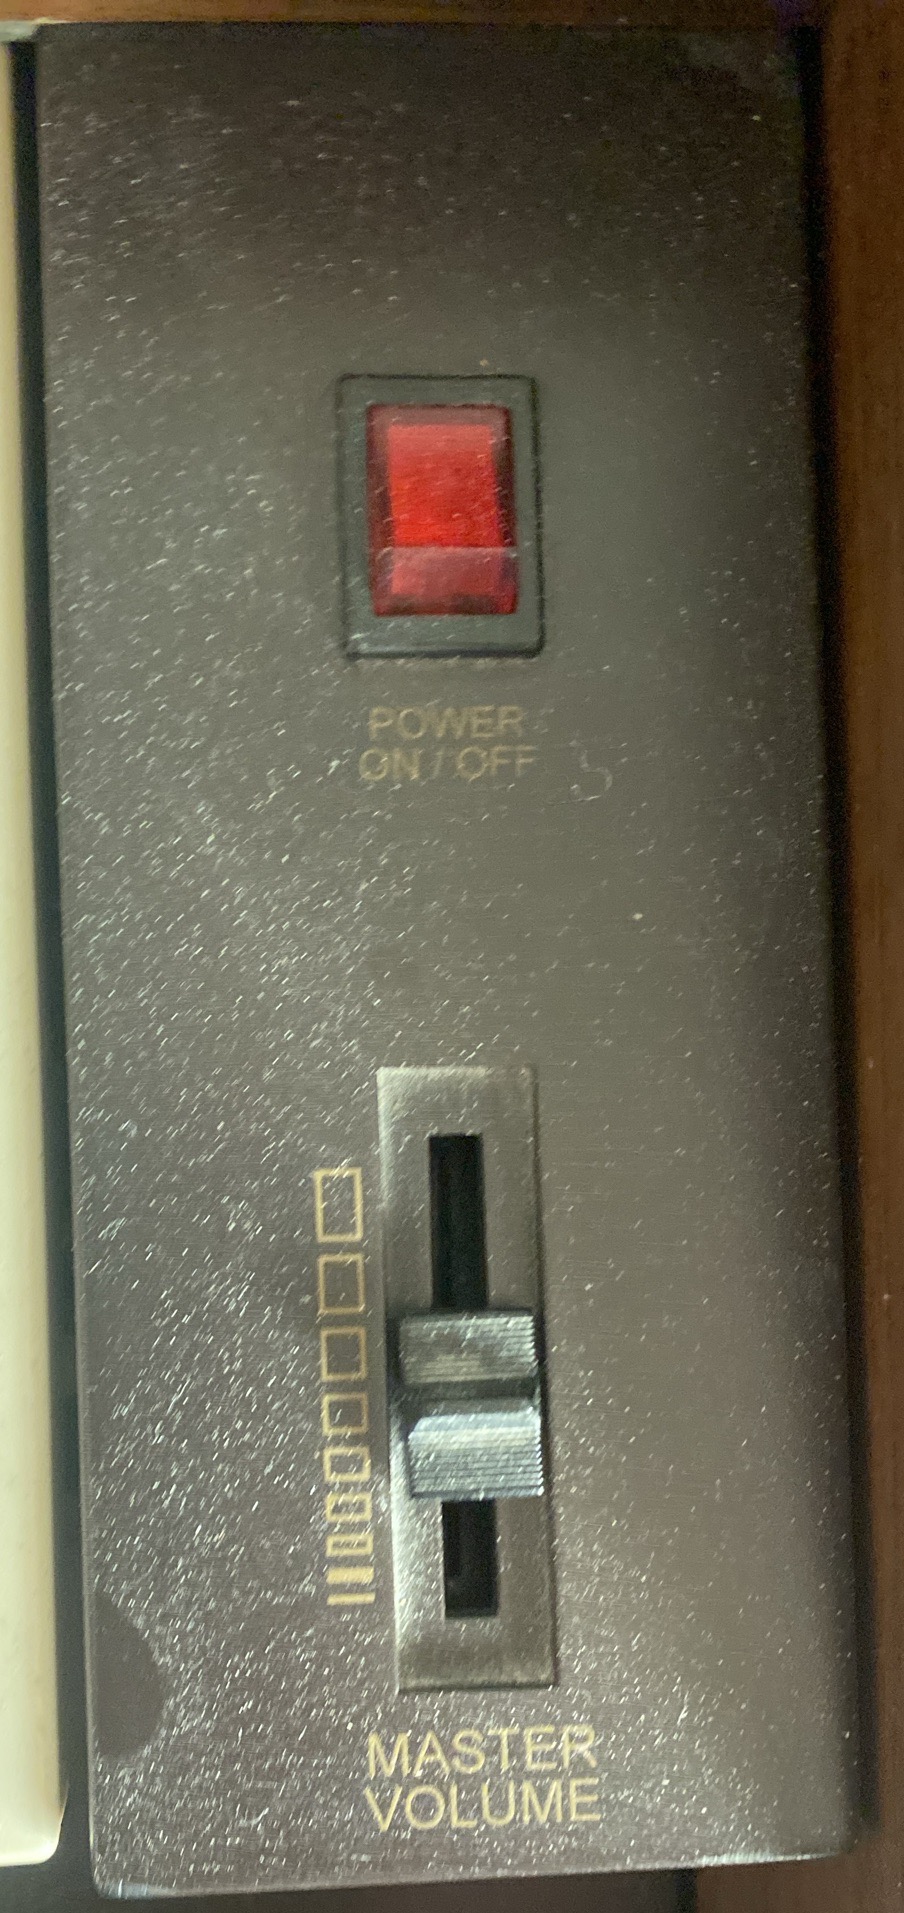 POWER
ON / OFF
MASTER
VOLUME